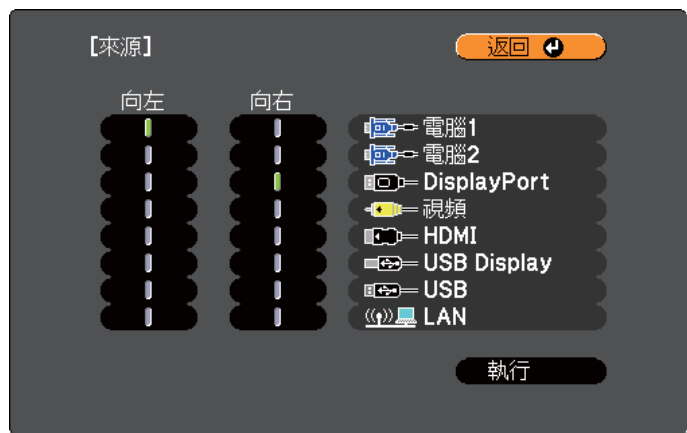 【來源】
返回
向左 向右
電腦1
電腦2
DisplayPort
視頻
HDMI
USB Display
USB
LAN
執行